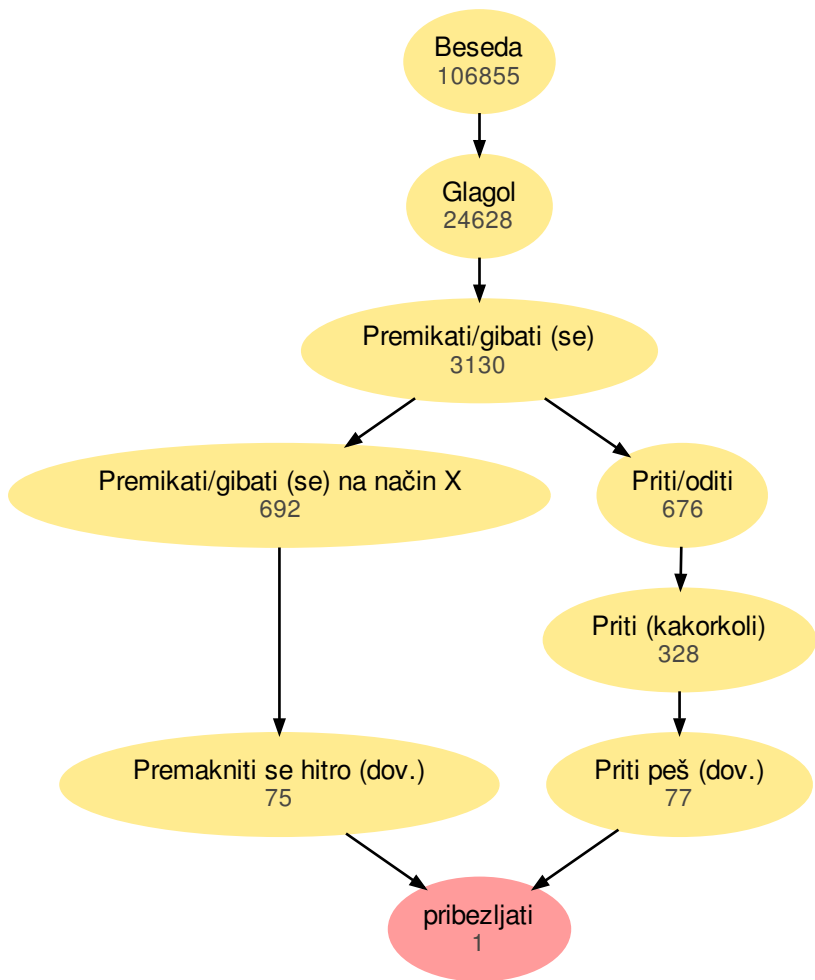 Beseda
106855
Glagol
24628
Premikati/gibati (se)
3130
Premikati/gibati (se) na način X
692
Priti/oditi
676
Priti (kakorkoli)
328
Premakniti se hitro (dov.)
75
Priti peš (dov.)
77
pribezljati
1